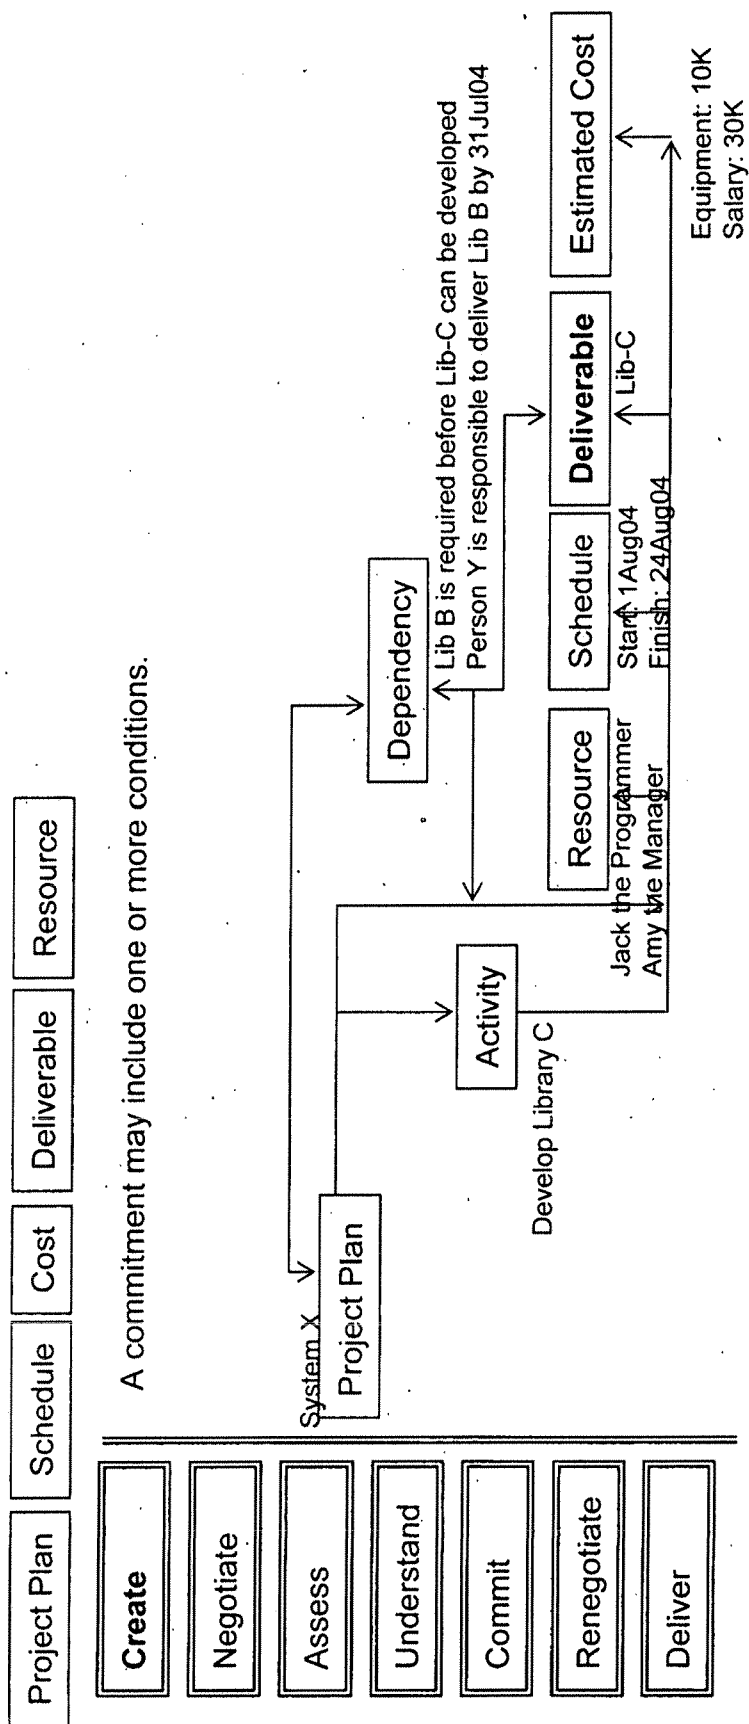 Project Plan
Schedule
Cost
Deliverable
Resource
Create
Negotiate
Assess
Understand
Commit
Renegotiate
Deliver
A commitment may include one or more conditions.
System X
Project Plan
Dependency
Lib B is required before Lib-C can be developed
Person Y is responsible to deliver Lib B by 31Jul04
Activity
Develop Library C
Resource
Jack the Programmer
Amy the Manager
Schedule
Start: 1Aug04
Finish: 24Aug04
Deliverable
Lib-C
Estimated Cost
Equipment: 10K
Salary: 30K